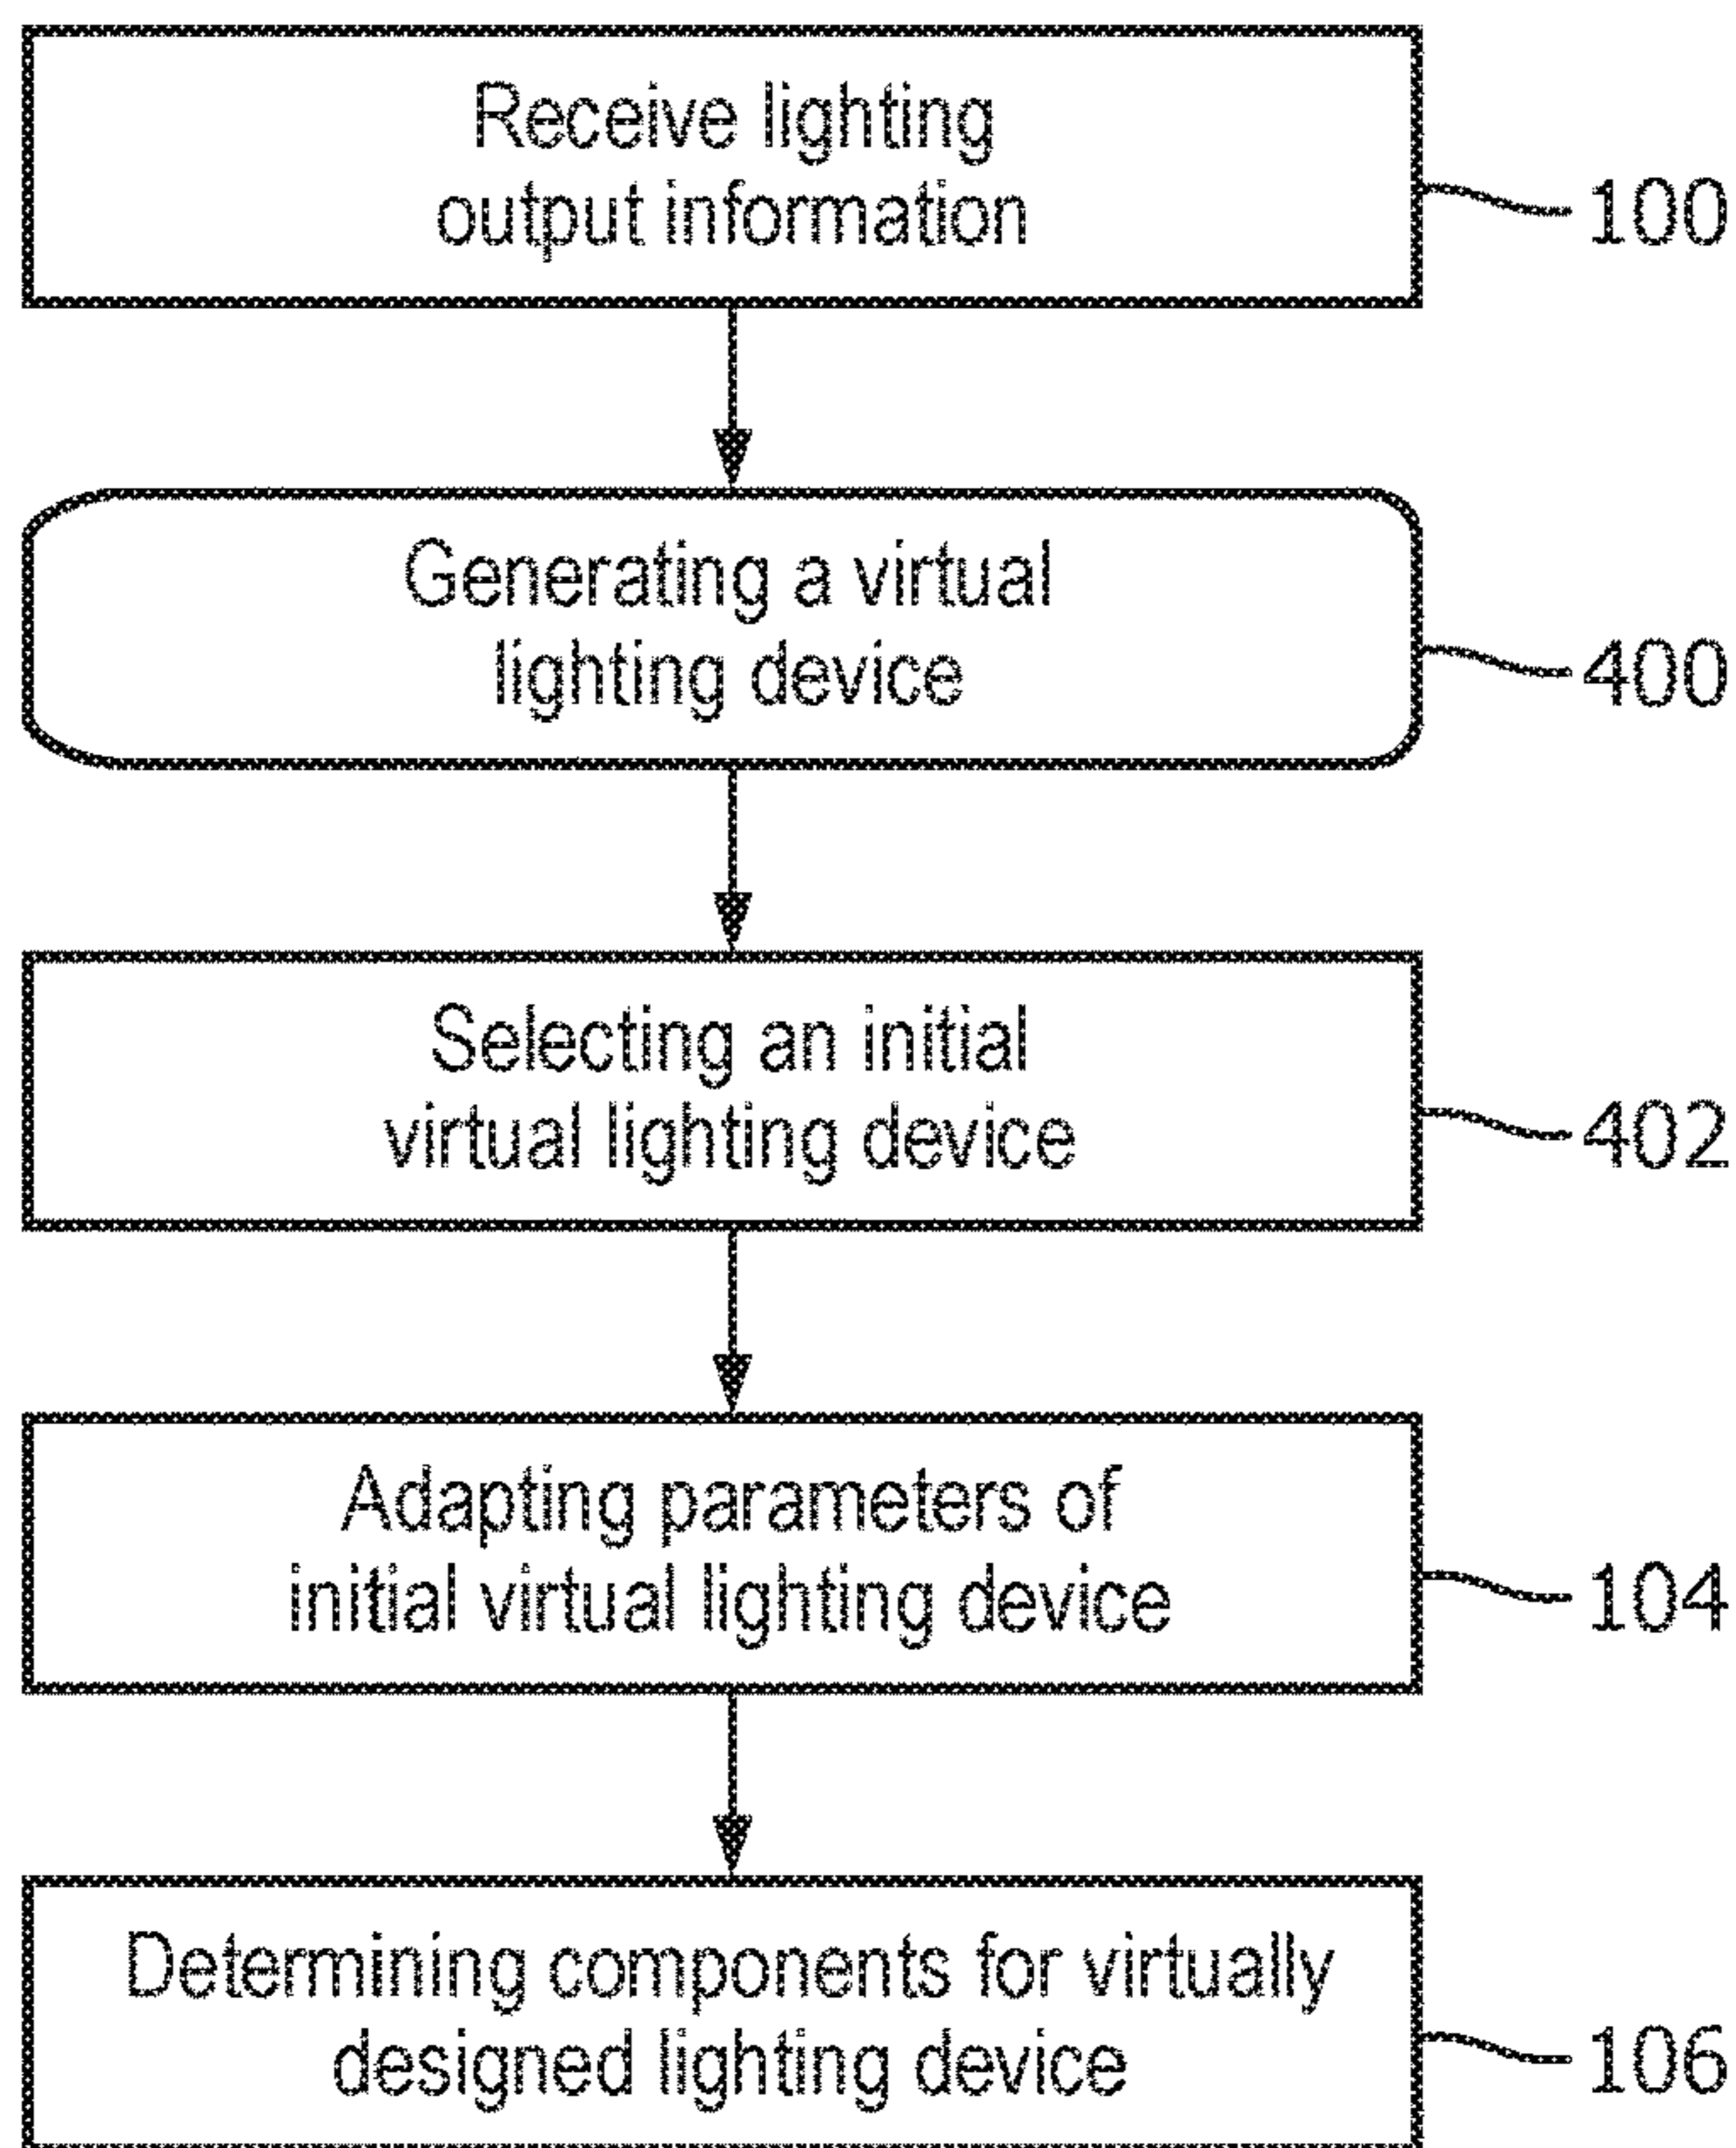 Receive lighting
output information
100
Generating a virtual
lighting device
400
Selecting an initial
virtual lighting device
402
Adapting parameters of
initial virtual lighting device
104
Determining components for virtually
designed lighting device
106